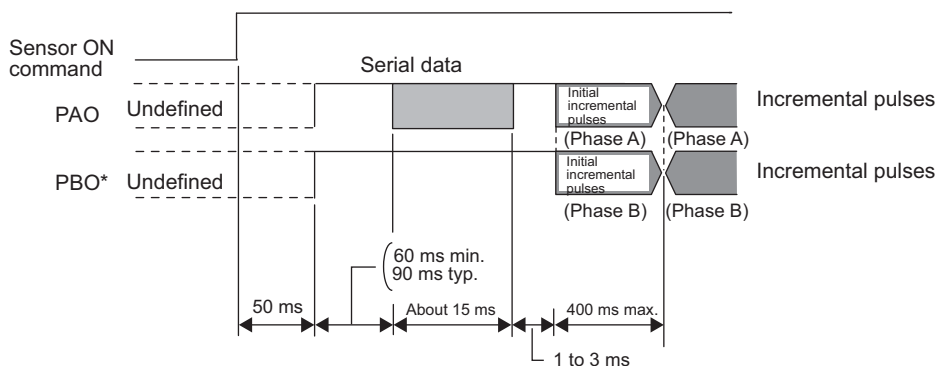 Sensor ON
command
Serial data
PAO
Undefined
Initial
incremental
pulses
Incremental pulses
(Phase A)
(Phase A)
PBO*
Undefined
Initial
incremental
pulses
Incremental pulses
(Phase B)
(Phase B)
60 ms min.
90 ms typ.
50 ms
About 15 ms
400 ms max.
1 to 3 ms